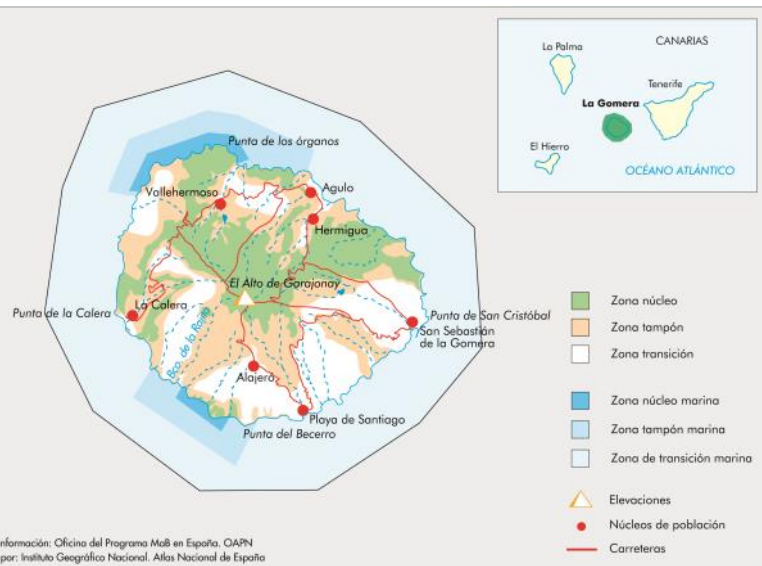 CANARIAS
La Palma
Tenerife
La Gomera
El Hierro
OCÉANO ATLÁNTICO
Punta de los órganos
Vallehermoso
Agulo
Hermigua
El Alto de Garajonay
Punta de la Calera
La Calera
Bco. de la Rajita
Punta de San Cristóbal
San Sebastián
de la Gomera
Alajeró
Playa de Santiago
Punta del Becerro
Zona núcleo
Zona tampón
Zona transición
Zona núcleo marina
Zona tampón marina
Zona de transición marina
Elevaciones
Núcleos de población
Carreteras
nformación: Oficina del Programa MaB en España. OAPN
por: Instituto Geográfico Nacional. Atlas Nacional de España